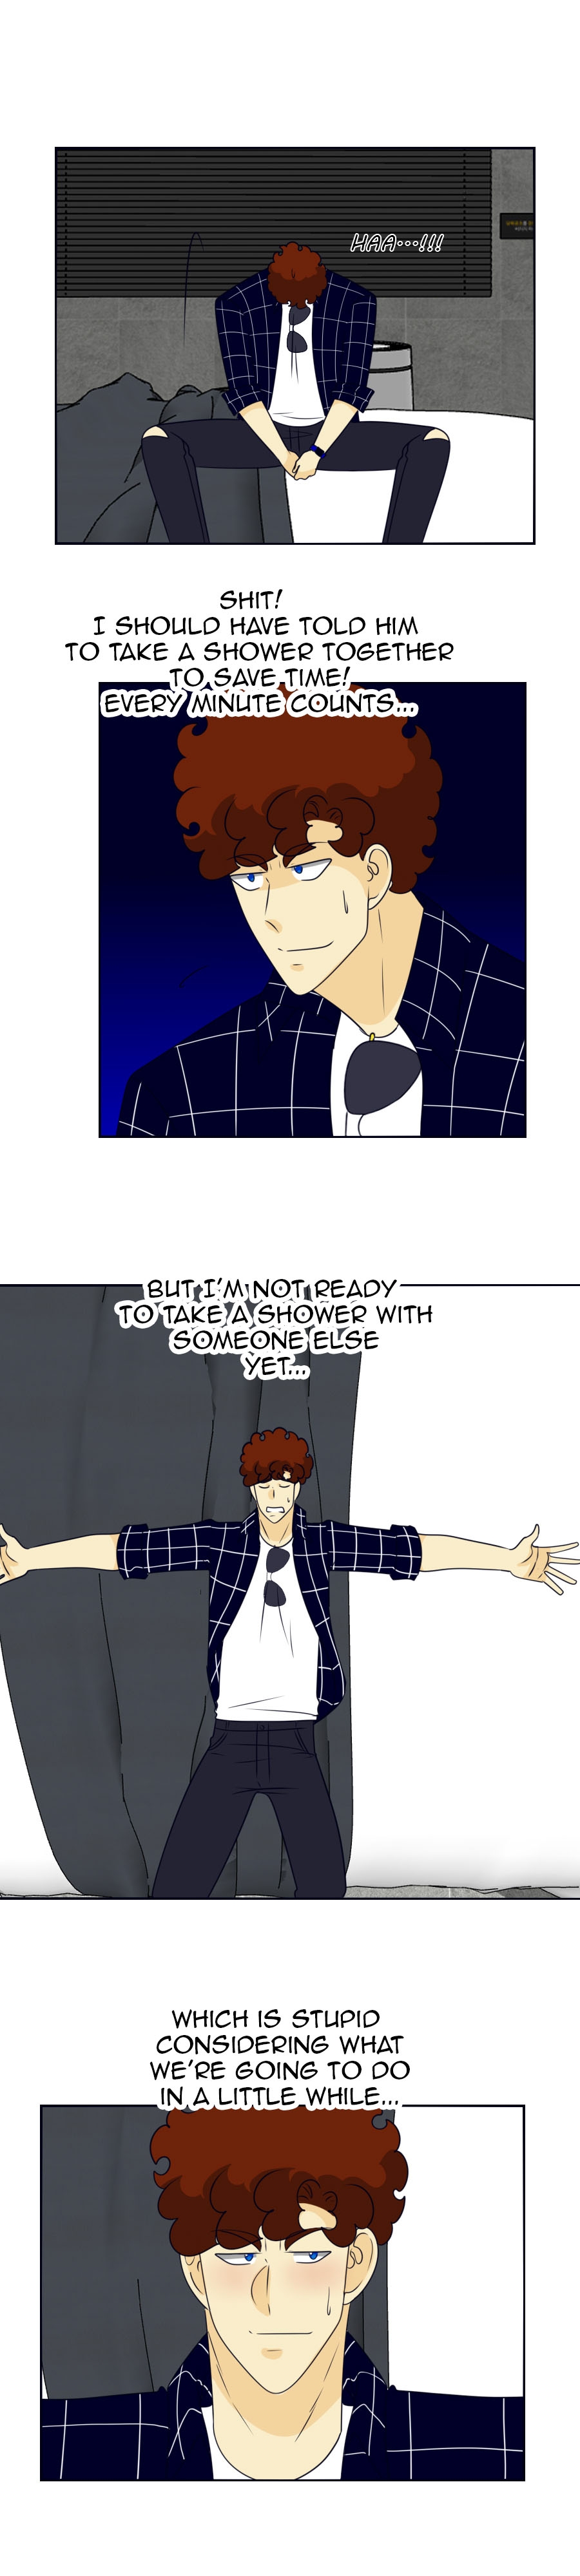 HAA...!!!
SHIT!
I SHOULD HAVE TOLD HIM
TO TAKE A SHOWER TOGETHER
TO SAVE TIME!
EVERY MINUTE COUNTS...
BUT I'M NOT READY
TO TAKE A SHOWER WITH
SOMEONE ELSE
YET...
WHICH IS STUPID
CONSIDERING WHAT
WE'RE GOING TO DO
IN A LITTLE WHILE...